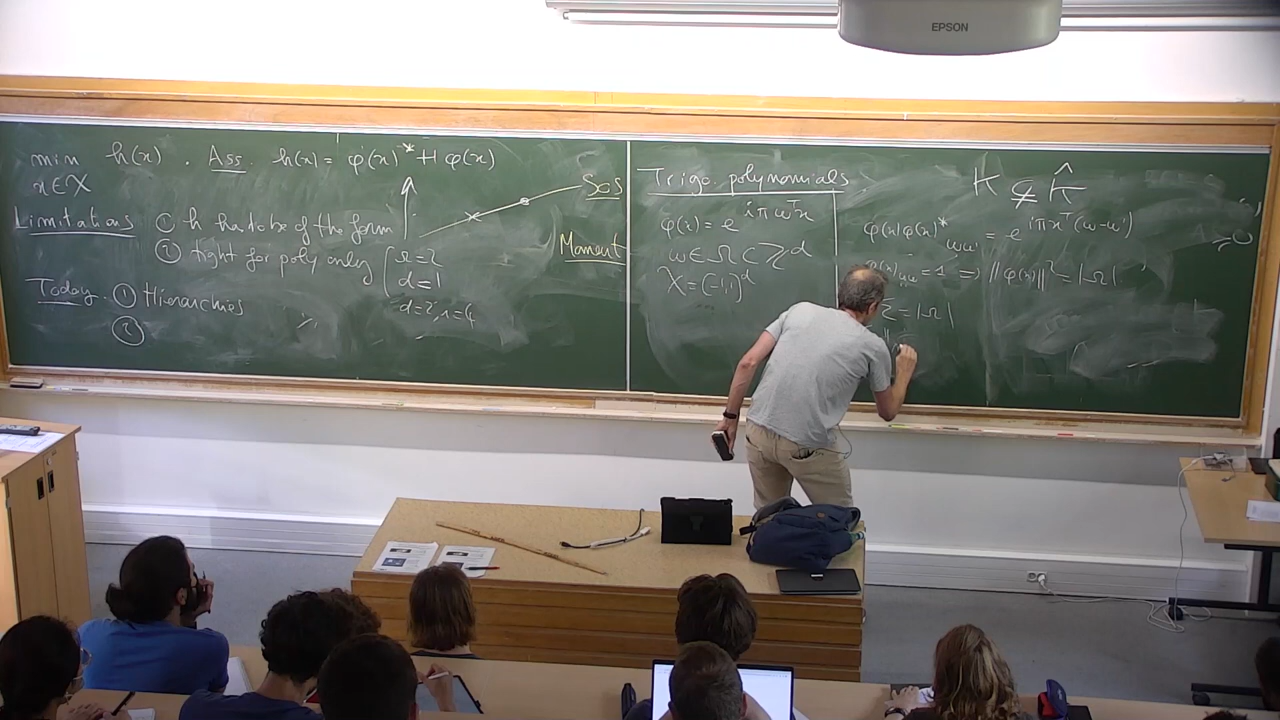 EPSON
min h(x) . Ass. h(x) = φ(x)* H φ(x)
x∈X
SOS
Limitations ① h has to be of the form
② tight for poly only { Ω=2
d=1
d=2, r=4
Moment
Today. ① Hierarchies
②
Trigo. polynomials
φ(x) = e^{iπω^T x}
ω∈Ω⊂ℤ^d
X = (-1,1)^d
K ⊊ K̂
φ(x)φ(x)*_{ωω'} = e^{iπx^T(ω-ω')}
=1 ⇒ ‖φ(x)‖² = |Ω|
Σ = |Ω|
≥0